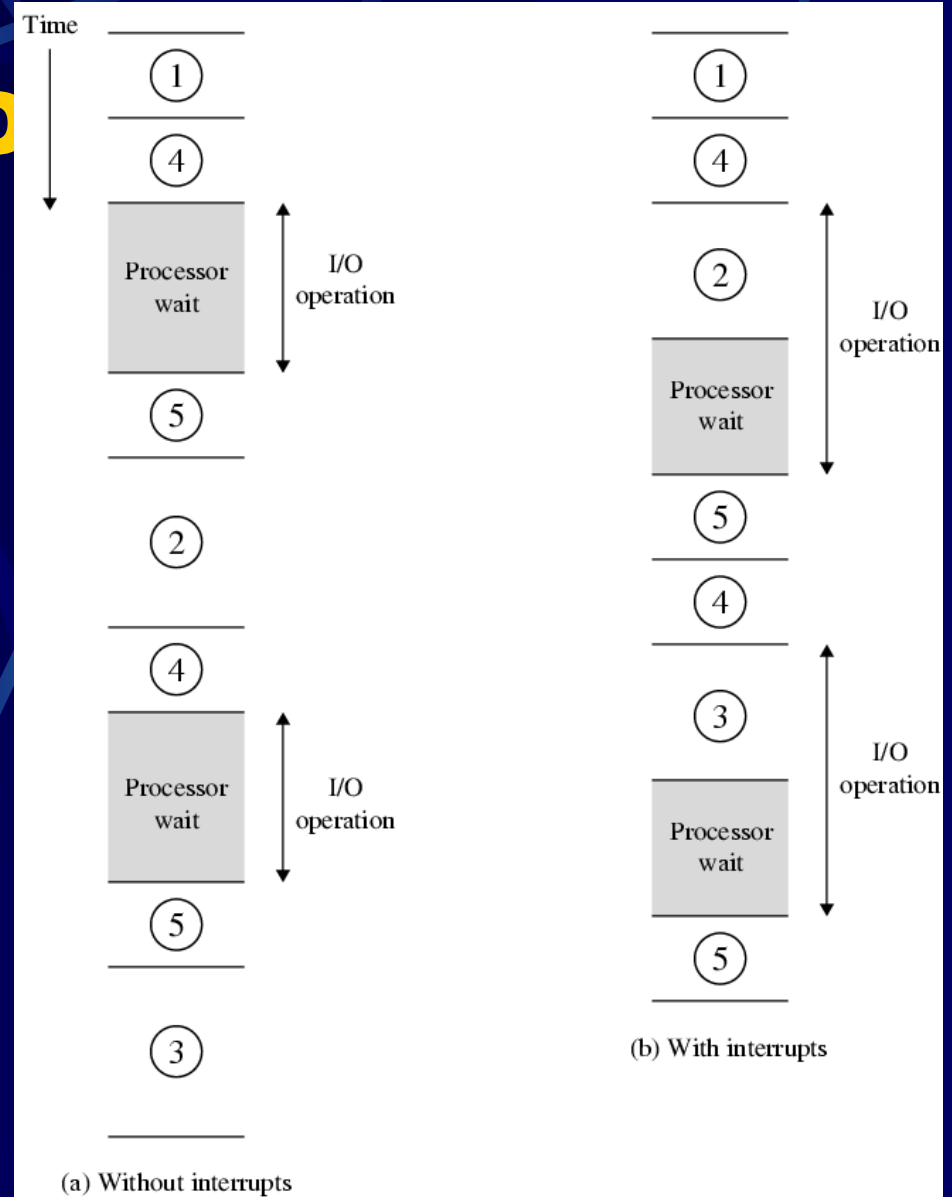 Time
1
4
Processor
wait
I/O
operation
5
2
4
Processor
wait
I/O
operation
5
3
(a) Without interrupts
1
4
2
I/O
operation
Processor
wait
5
4
3
I/O
operation
Processor
wait
5
(b) With interrupts